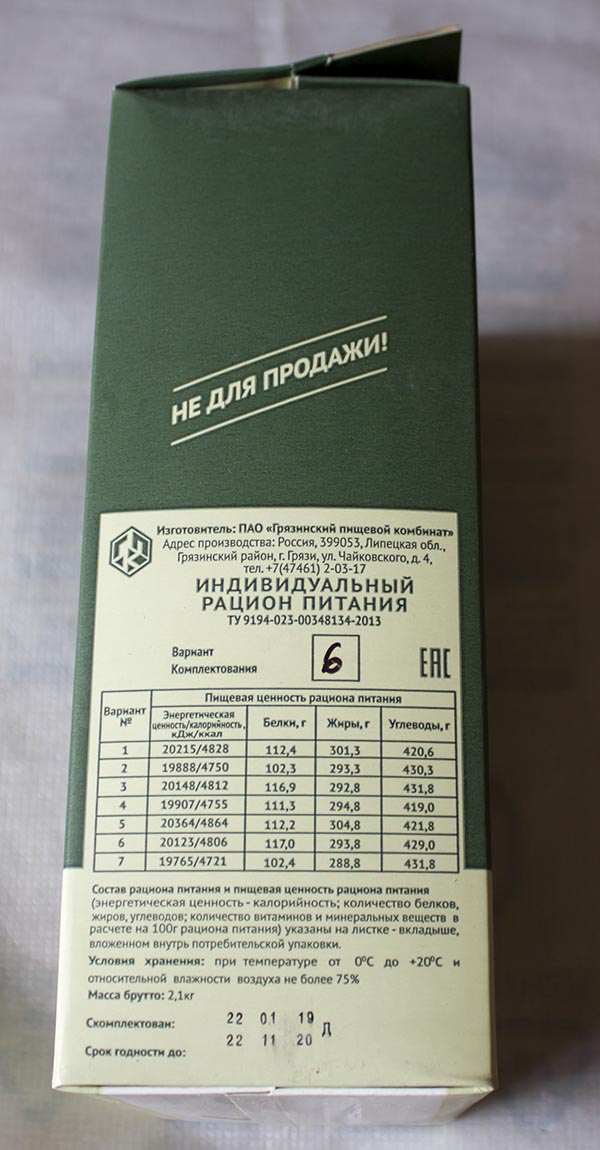 НЕ ДЛЯ ПРОДАЖИ!
Изготовитель: ПАО «Грязинский пищевой комбинат»
Адрес производства: Россия, 399053, Липецкая обл.,
Грязинский район, г. Грязи, ул. Чайковского, д. 4,
тел. +7(47461) 2-03-17
ИНДИВИДУАЛЬНЫЙ
РАЦИОН ПИТАНИЯ
ТУ 9194-023-00348134-2013
Вариант
Комплектования
6
ЕАС
Вариант №
Пищевая ценность рациона питания
Энергетическая ценность/калорийность, кДж/ккал Белки, г Жиры, г Углеводы, г
1 20215/4828 112,4 301,3 420,6
2 19888/4750 102,3 293,3 430,3
3 20148/4812 116,9 292,8 431,8
4 19907/4755 111,3 294,8 419,0
5 20364/4864 112,2 304,8 421,8
6 20123/4806 117,0 293,8 429,0
7 19765/4721 102,4 288,8 431,8
Состав рациона питания и пищевая ценность рациона питания
(энергетическая ценность - калорийность; количество белков,
жиров, углеводов; количество витаминов и минеральных веществ в
расчете на 100г рациона питания) указаны на листке - вкладыше,
вложенном внутрь потребительской упаковки.
Условия хранения: при температуре от 0⁰С до +20⁰С и
относительной влажности воздуха не более 75%
Масса брутто: 2,1кг
Скомплектован: 22 01 19 Д
Срок годности до: 22 11 20